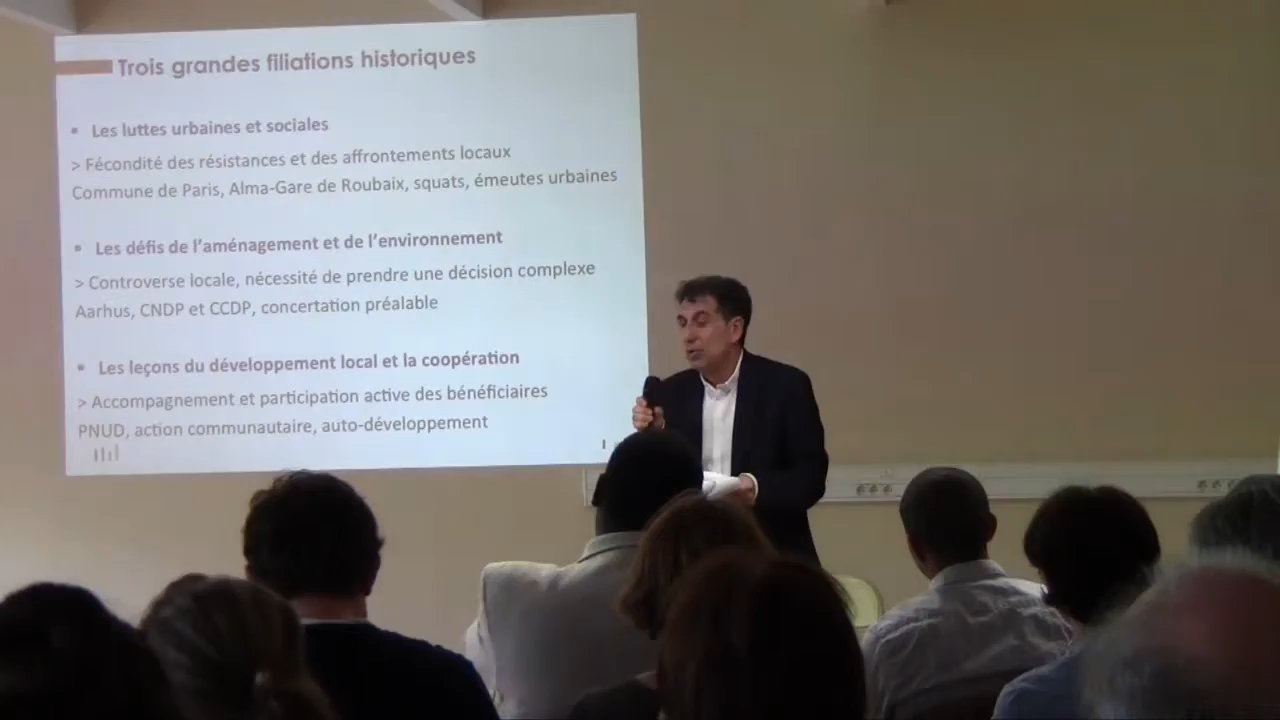 Trois grandes filiations historiques
▪ Les luttes urbaines et sociales
> Fécondité des résistances et des affrontements locaux
Commune de Paris, Alma-Gare de Roubaix, squats, émeutes urbaines
▪ Les défis de l'aménagement et de l'environnement
> Controverse locale, nécessité de prendre une décision complexe
Aarhus, CNDP et CCDP, concertation préalable
▪ Les leçons du développement local et la coopération
> Accompagnement et participation active des bénéficiaires
PNUD, action communautaire, auto-développement